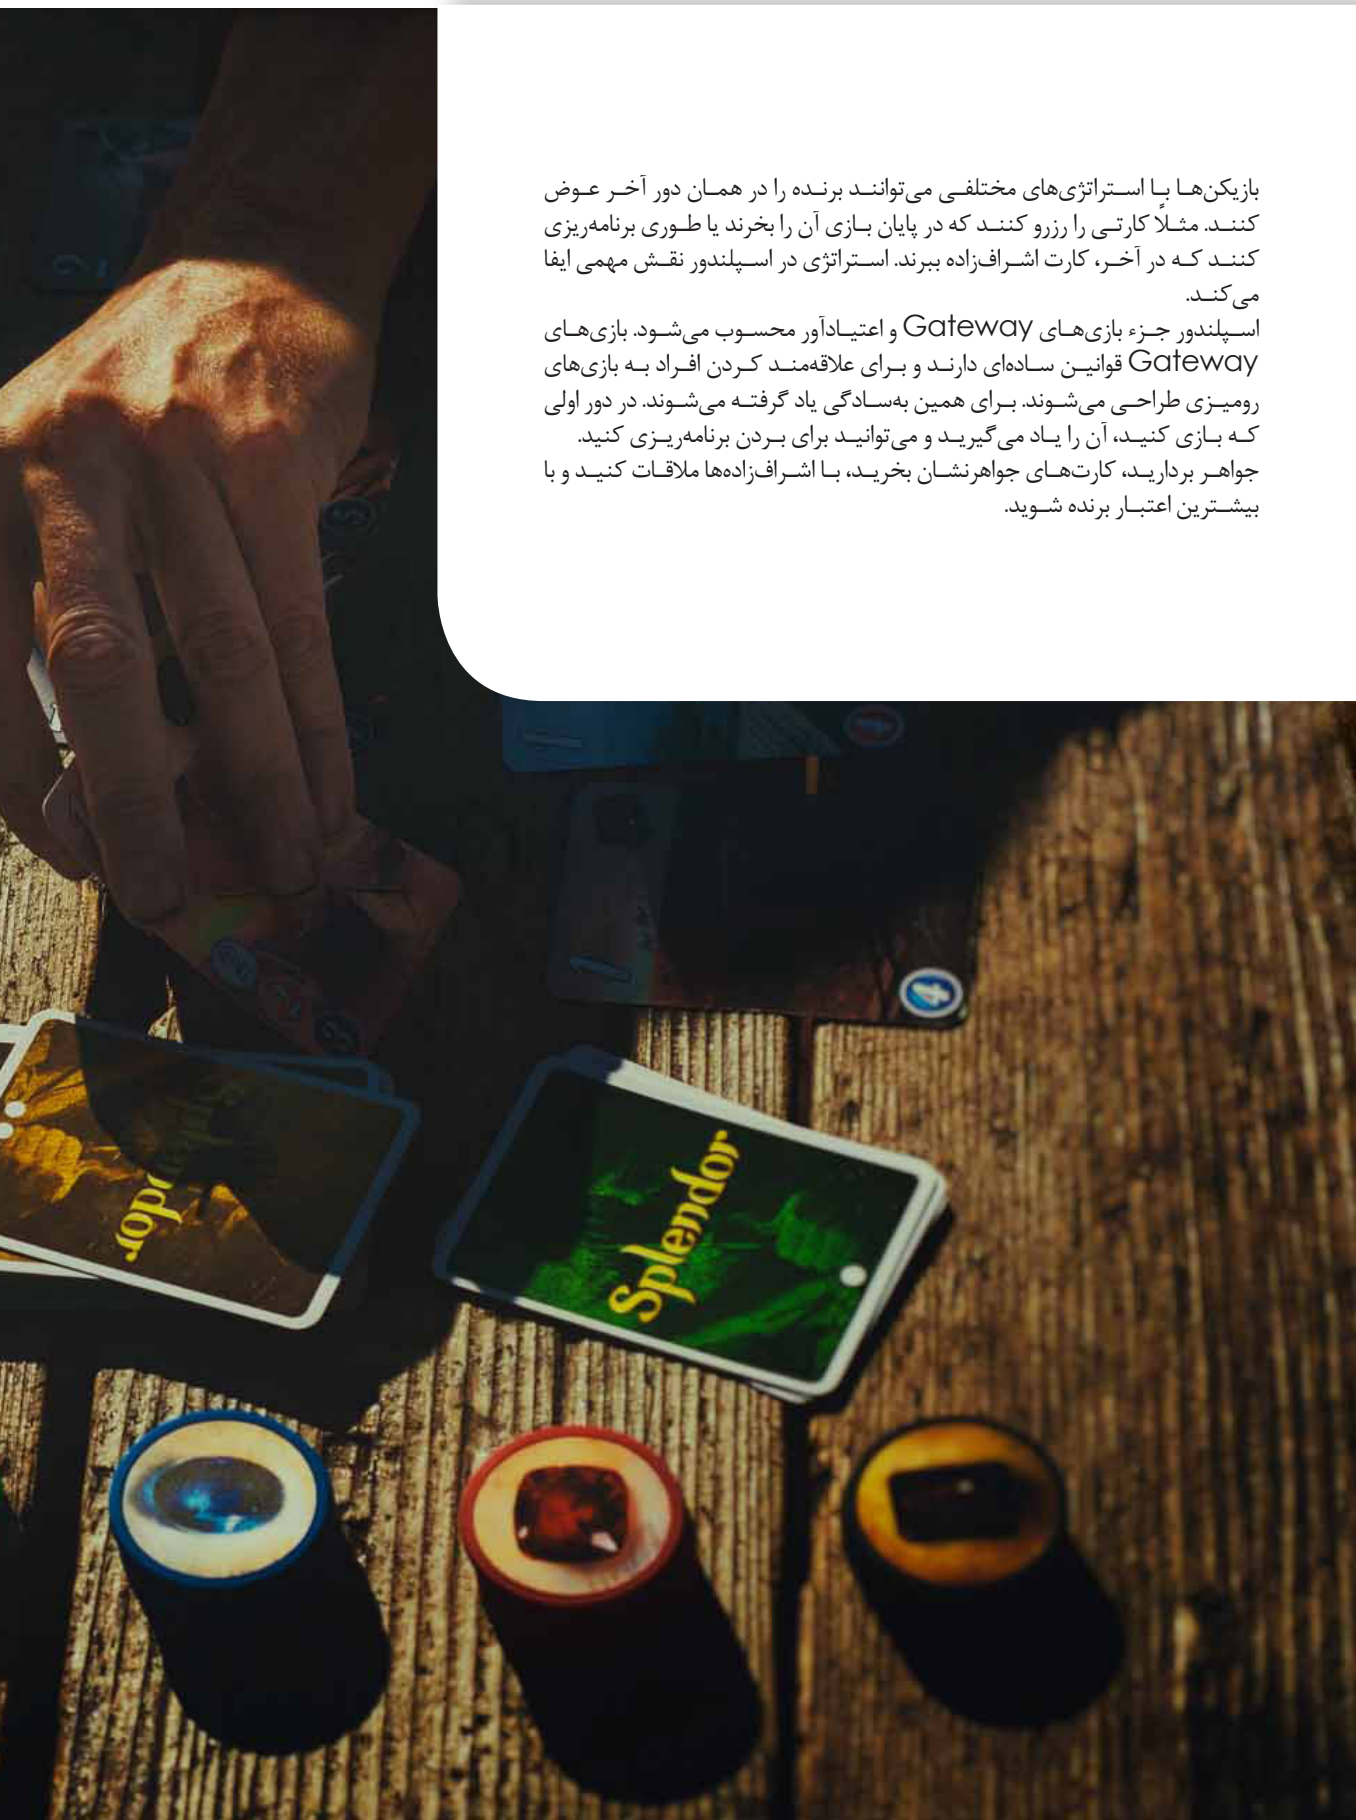 بازیکن‌ها با استراتژی‌های مختلفی می‌توانند برنده را در همان دور آخر عوض
کنند. مثلاً کارتی را رزرو کنند که در پایان بازی آن را بخرند یا طوری برنامه‌ریزی
کنند که در آخر، کارت اشراف‌زاده ببرند. استراتژی در اسپلندور نقش مهمی ایفا
می‌کند.
اسپلندور جزء بازی‌های Gateway و اعتیادآور محسوب می‌شود. بازی‌های
Gateway قوانین ساده‌ای دارند و برای علاقه‌مند کردن افراد به بازی‌های
رومیزی طراحی می‌شوند. برای همین به‌سادگی یاد گرفته می‌شوند. در دور اولی
که بازی کنید، آن را یاد می‌گیرید و می‌توانید برای بردن برنامه‌ریزی کنید.
جواهر بردارید، کارت‌های جواهرنشان بخرید، با اشراف‌زاده‌ها ملاقات کنید و با
بیشترین اعتبار برنده شوید.
1
4
Splendor
Splendor